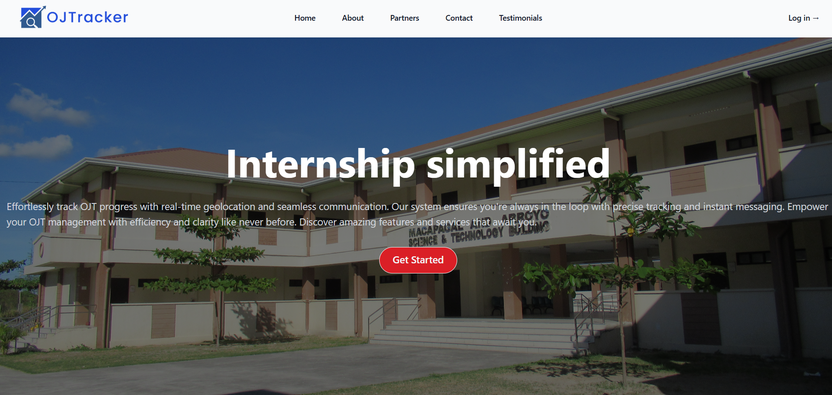 OJTracker
Home
About
Partners
Contact
Testimonials
Log in →
Internship simplified
Effortlessly track OJT progress with real-time geolocation and seamless communication. Our system ensures you're always in the loop with precise tracking and instant messaging. Empower
your OJT management with efficiency and clarity like never before. Discover amazing features and services that await you.
MACAPAGAL ARROYO
SCIENCE & TECHNOLOGY BUILDING
Get Started